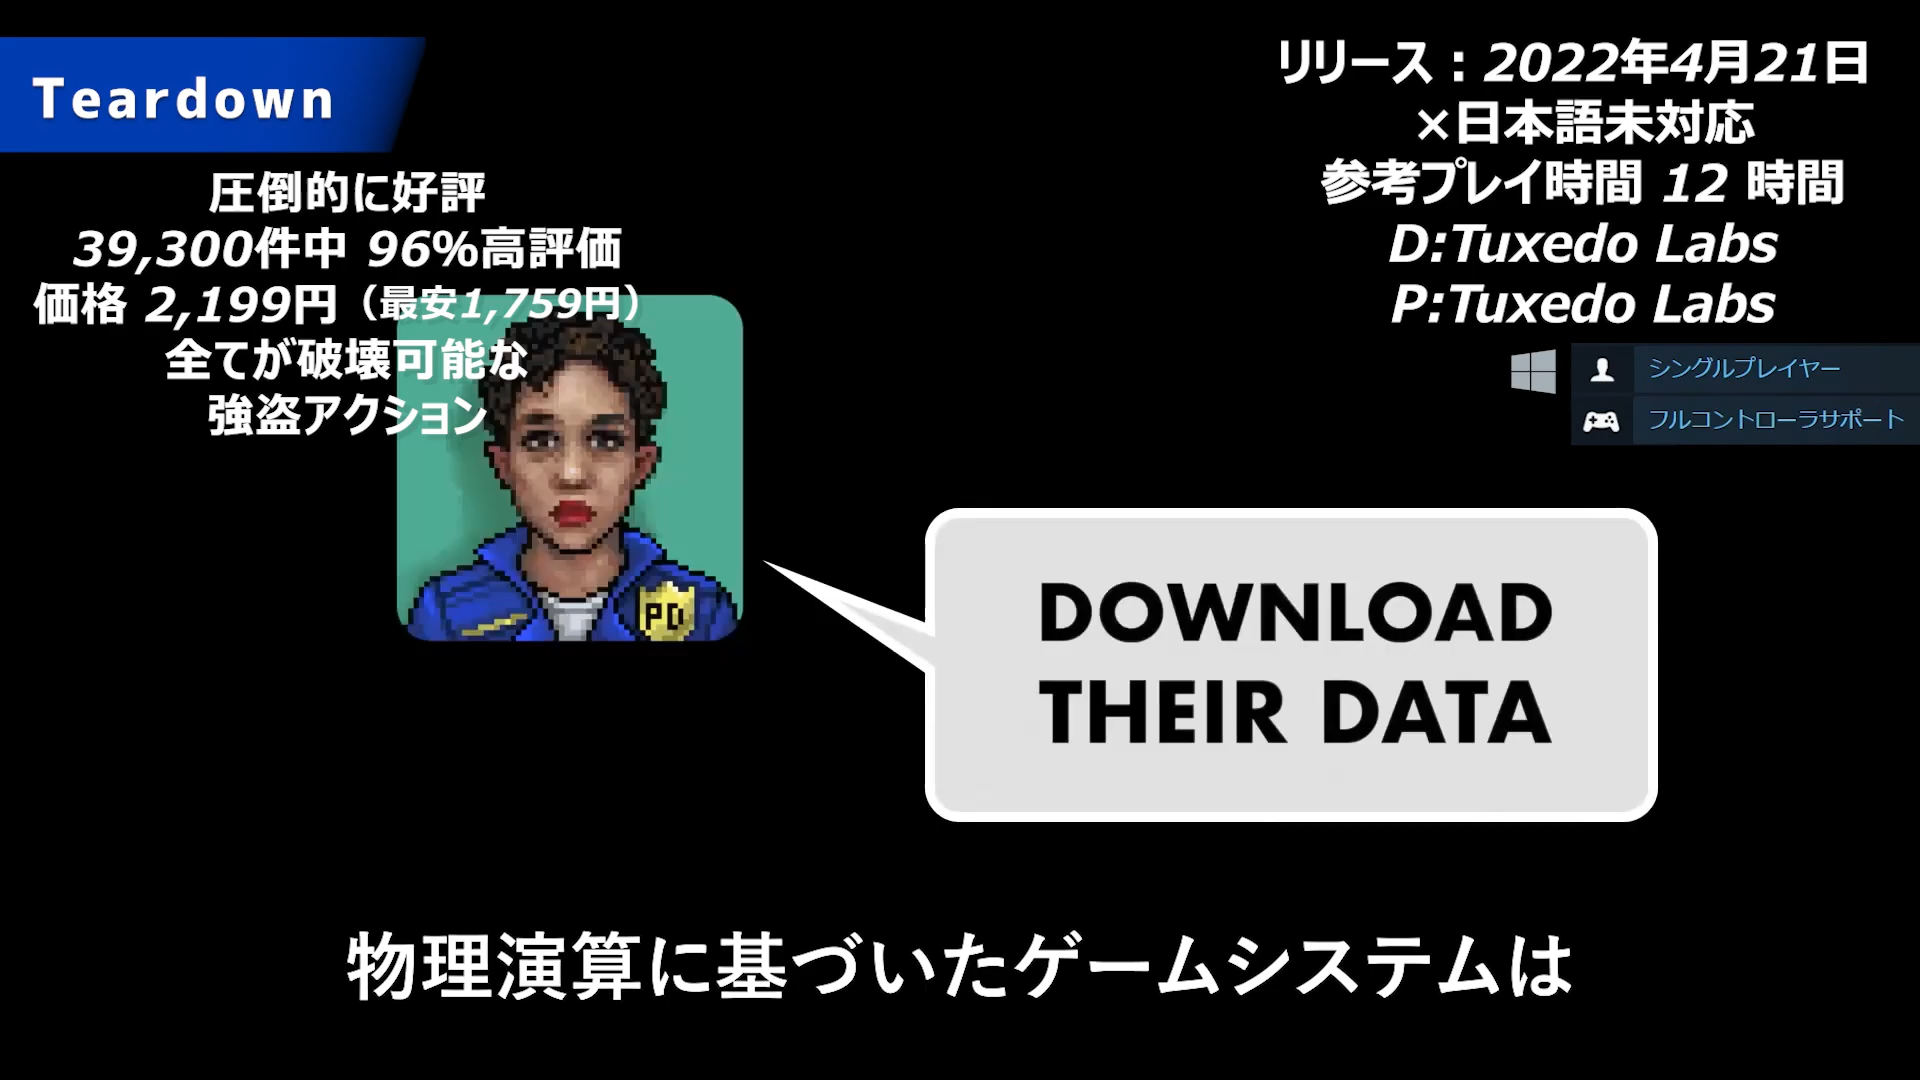 Teardown
圧倒的に好評
39,300件中 96%高評価
価格 2,199円（最安1,759円）
全てが破壊可能な
強盗アクション
リリース：2022年4月21日
×日本語未対応
参考プレイ時間 12 時間
D:Tuxedo Labs
P:Tuxedo Labs
シングルプレイヤー
フルコントローラサポート
PD
DOWNLOAD
THEIR DATA
物理演算に基づいたゲームシステムは